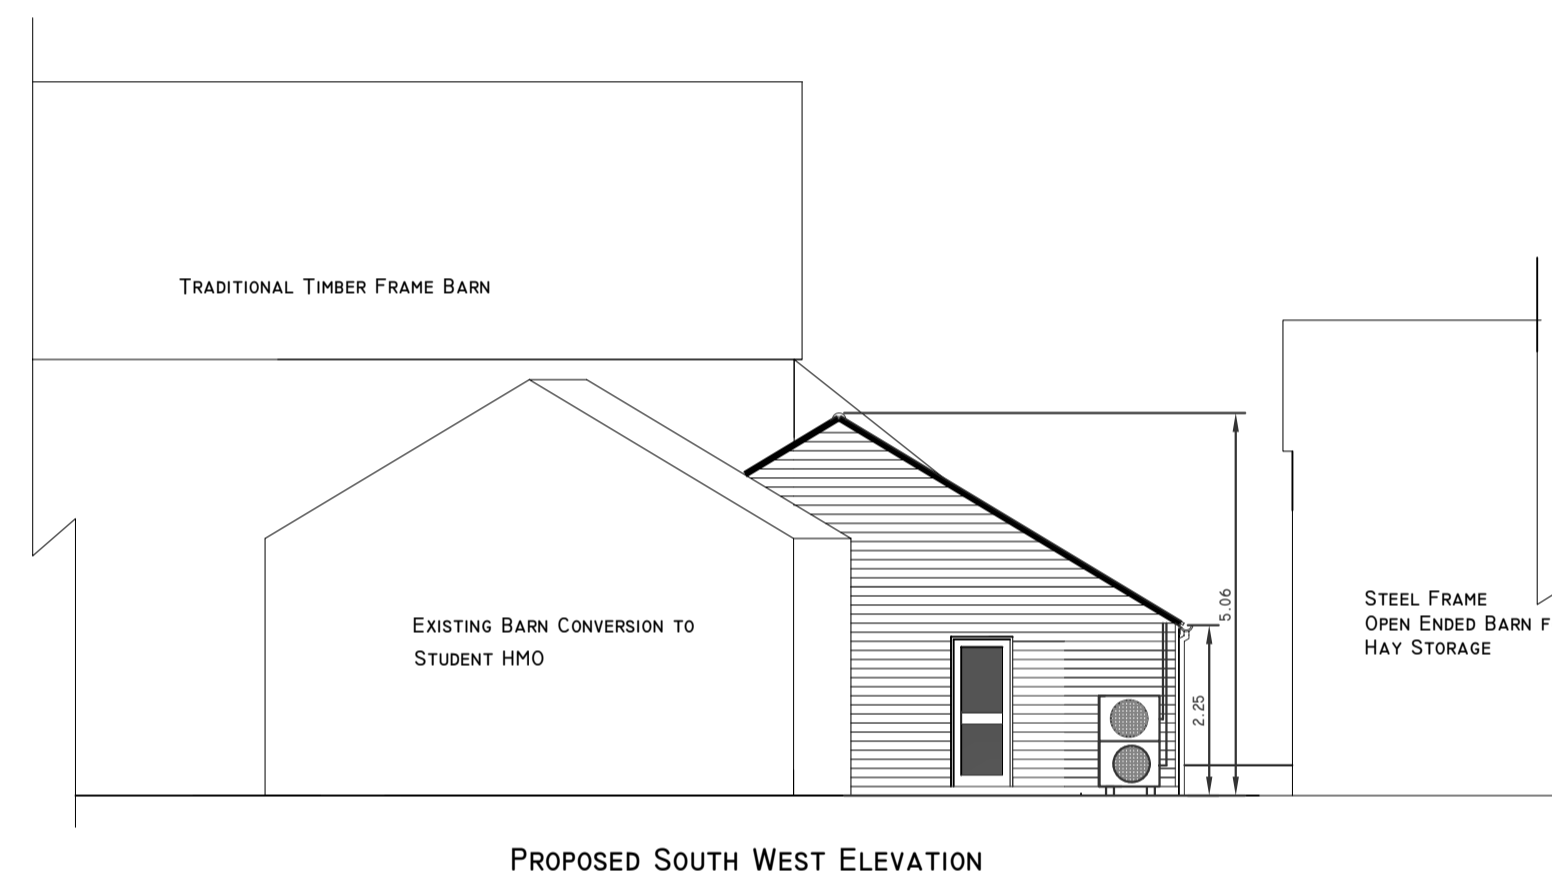 Traditional Timber Frame Barn
Existing Barn Conversion to
Student HMO
5.06
2.25
Steel Frame
Open Ended Barn f
Hay Storage
Proposed South West Elevation